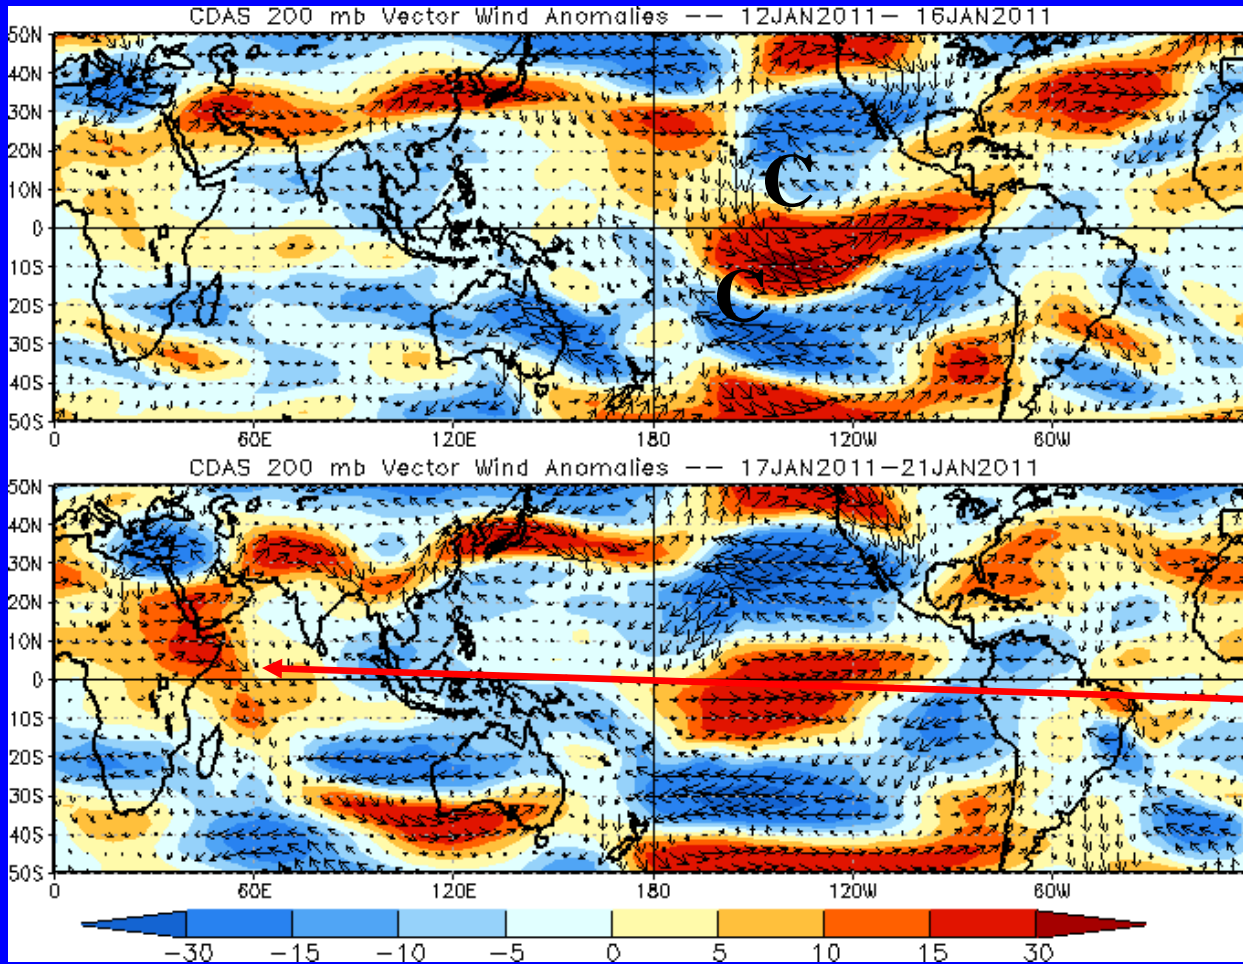 CDAS 200 mb Vector Wind Anomalies -- 12JAN2011- 16JAN2011
50N
40N
30N
20N
10N
0
10S
20S
30S
40S
50S
C
C
0 60E 120E 180 120W 60W
CDAS 200 mb Vector Wind Anomalies -- 17JAN2011-21JAN2011
50N
40N
30N
20N
10N
0
10S
20S
30S
40S
50S
0 60E 120E 180 120W 60W
-30 -15 -10 -5 0 5 10 15 30